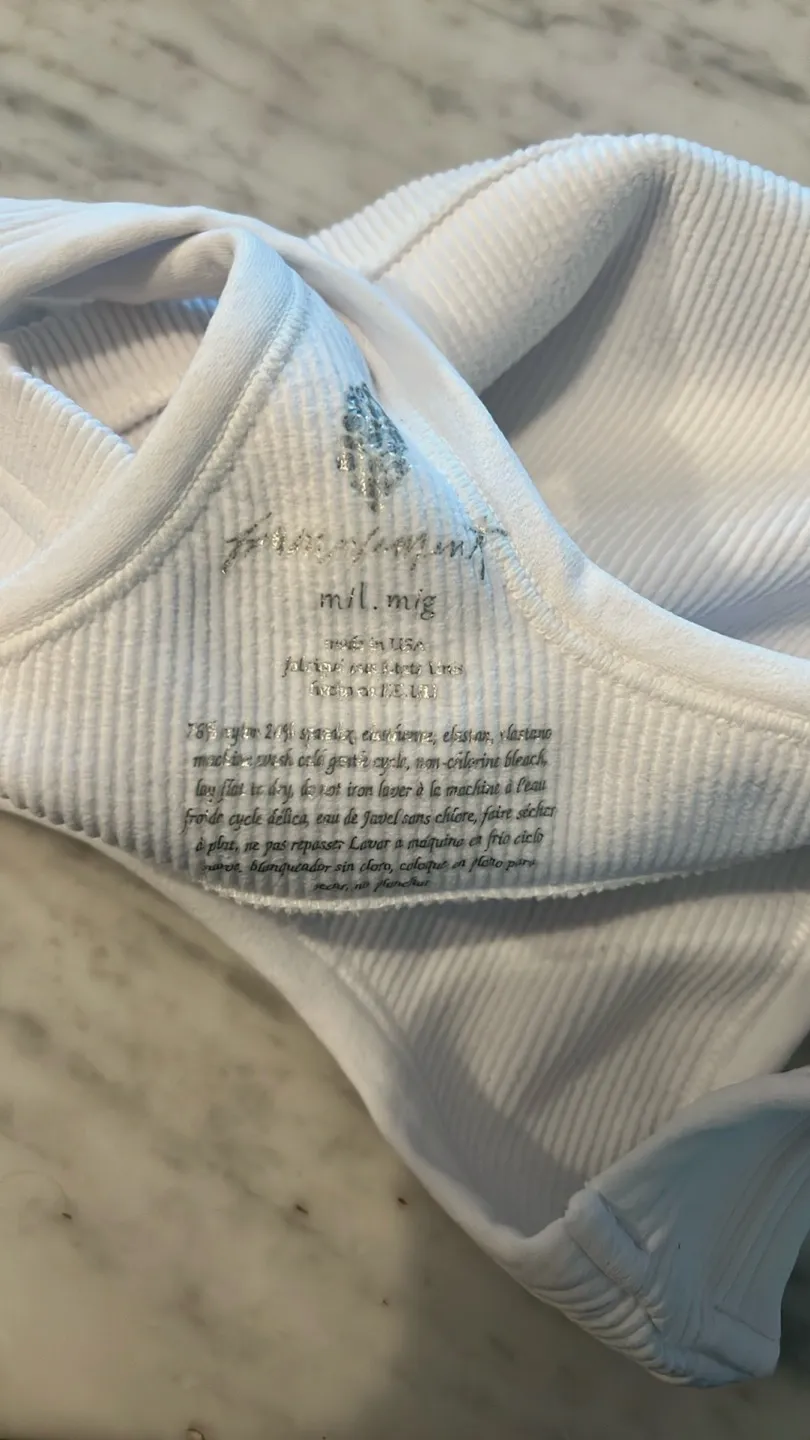 mil. mig
made in USA
fabriqué aux Etats Unis
hecho en EE.UU
nylon spandex, elasthanne, elastan, elastano
machine wash cold gentle cycle, non-chlorine bleach,
lay flat to dry, do not iron laver à la machine à l'eau
froide cycle délica, eau de Javel sans chlore, faire sécher
à plat, ne pas repasser Lavar a máquina en frío ciclo
suave, blanqueador sin cloro, coloque en plano para
secar, no planchar